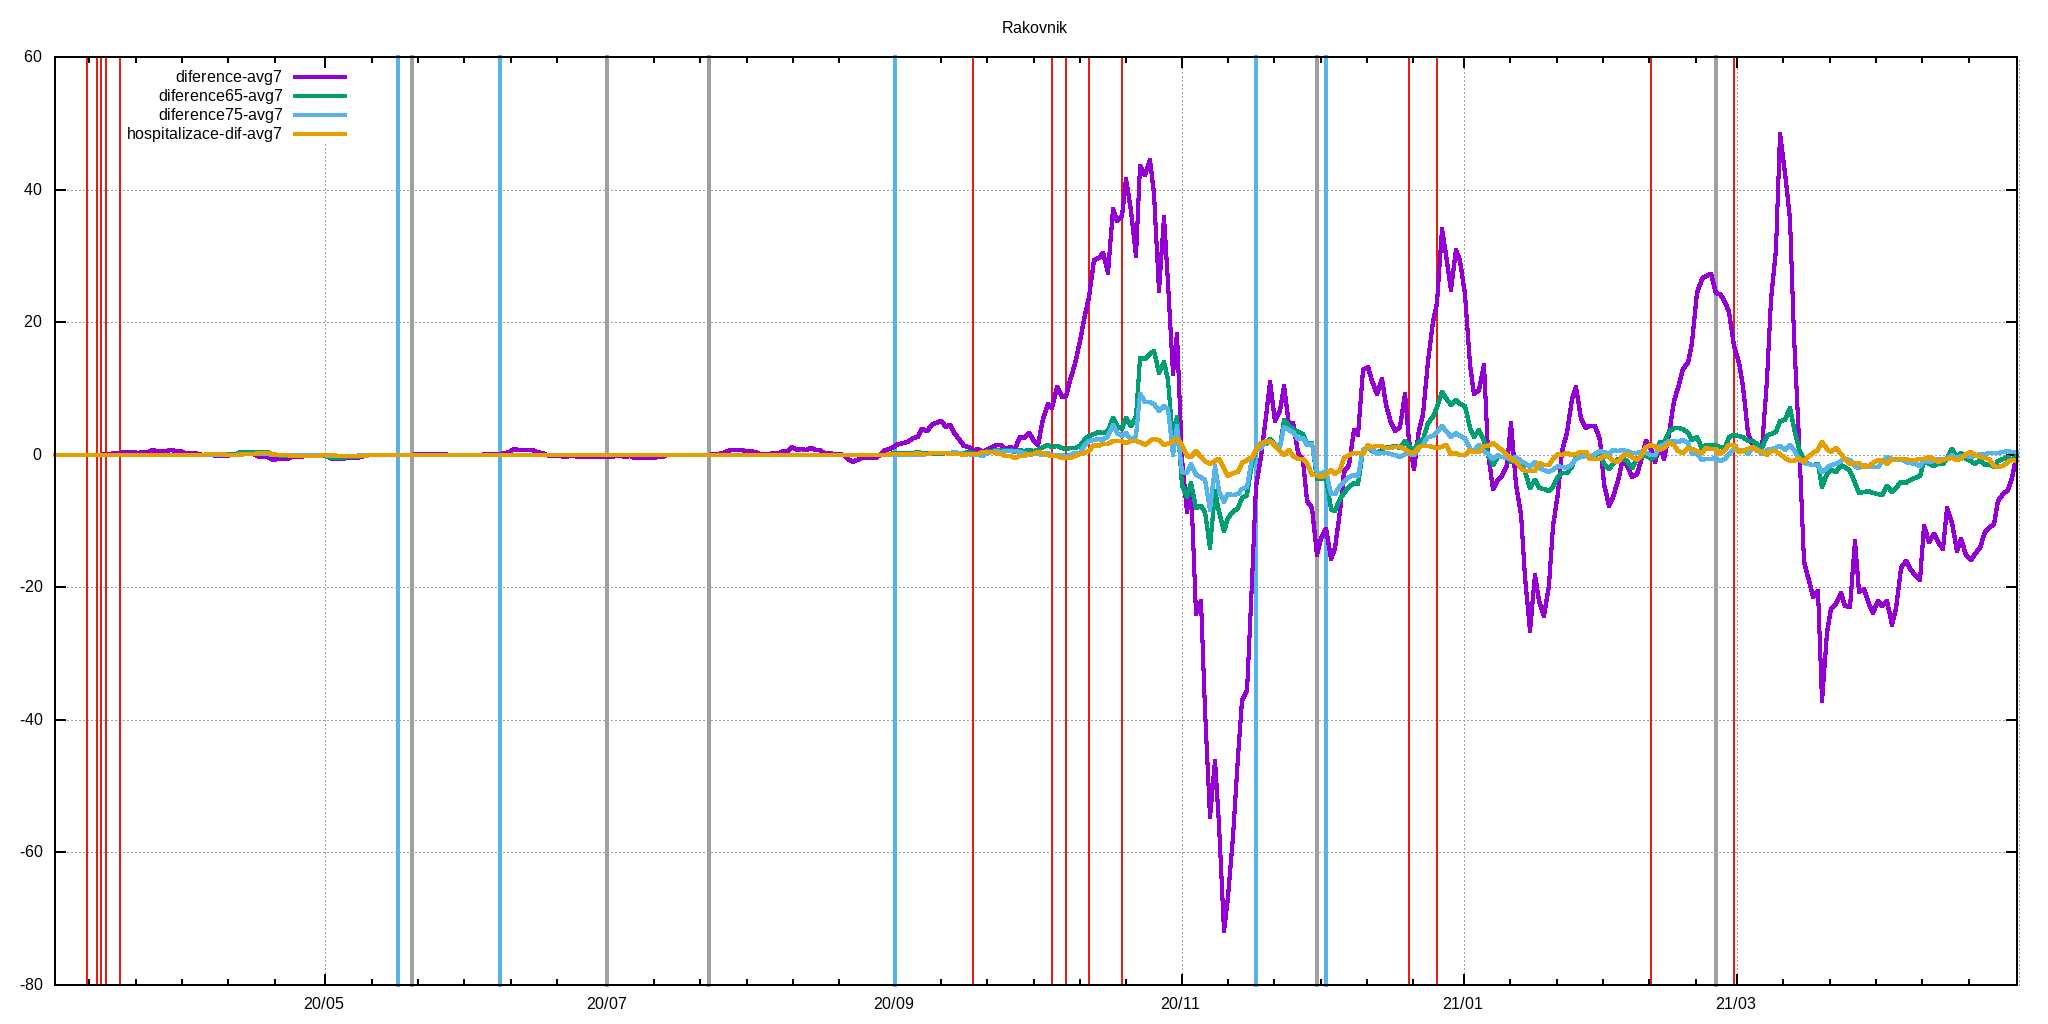 Rakovnik
60
diference-avg7
diference65-avg7
diference75-avg7
hospitalizace-dif-avg7
40
20
0
-20
-40
-60
-80
20/05 20/07 20/09 20/11 21/01 21/03